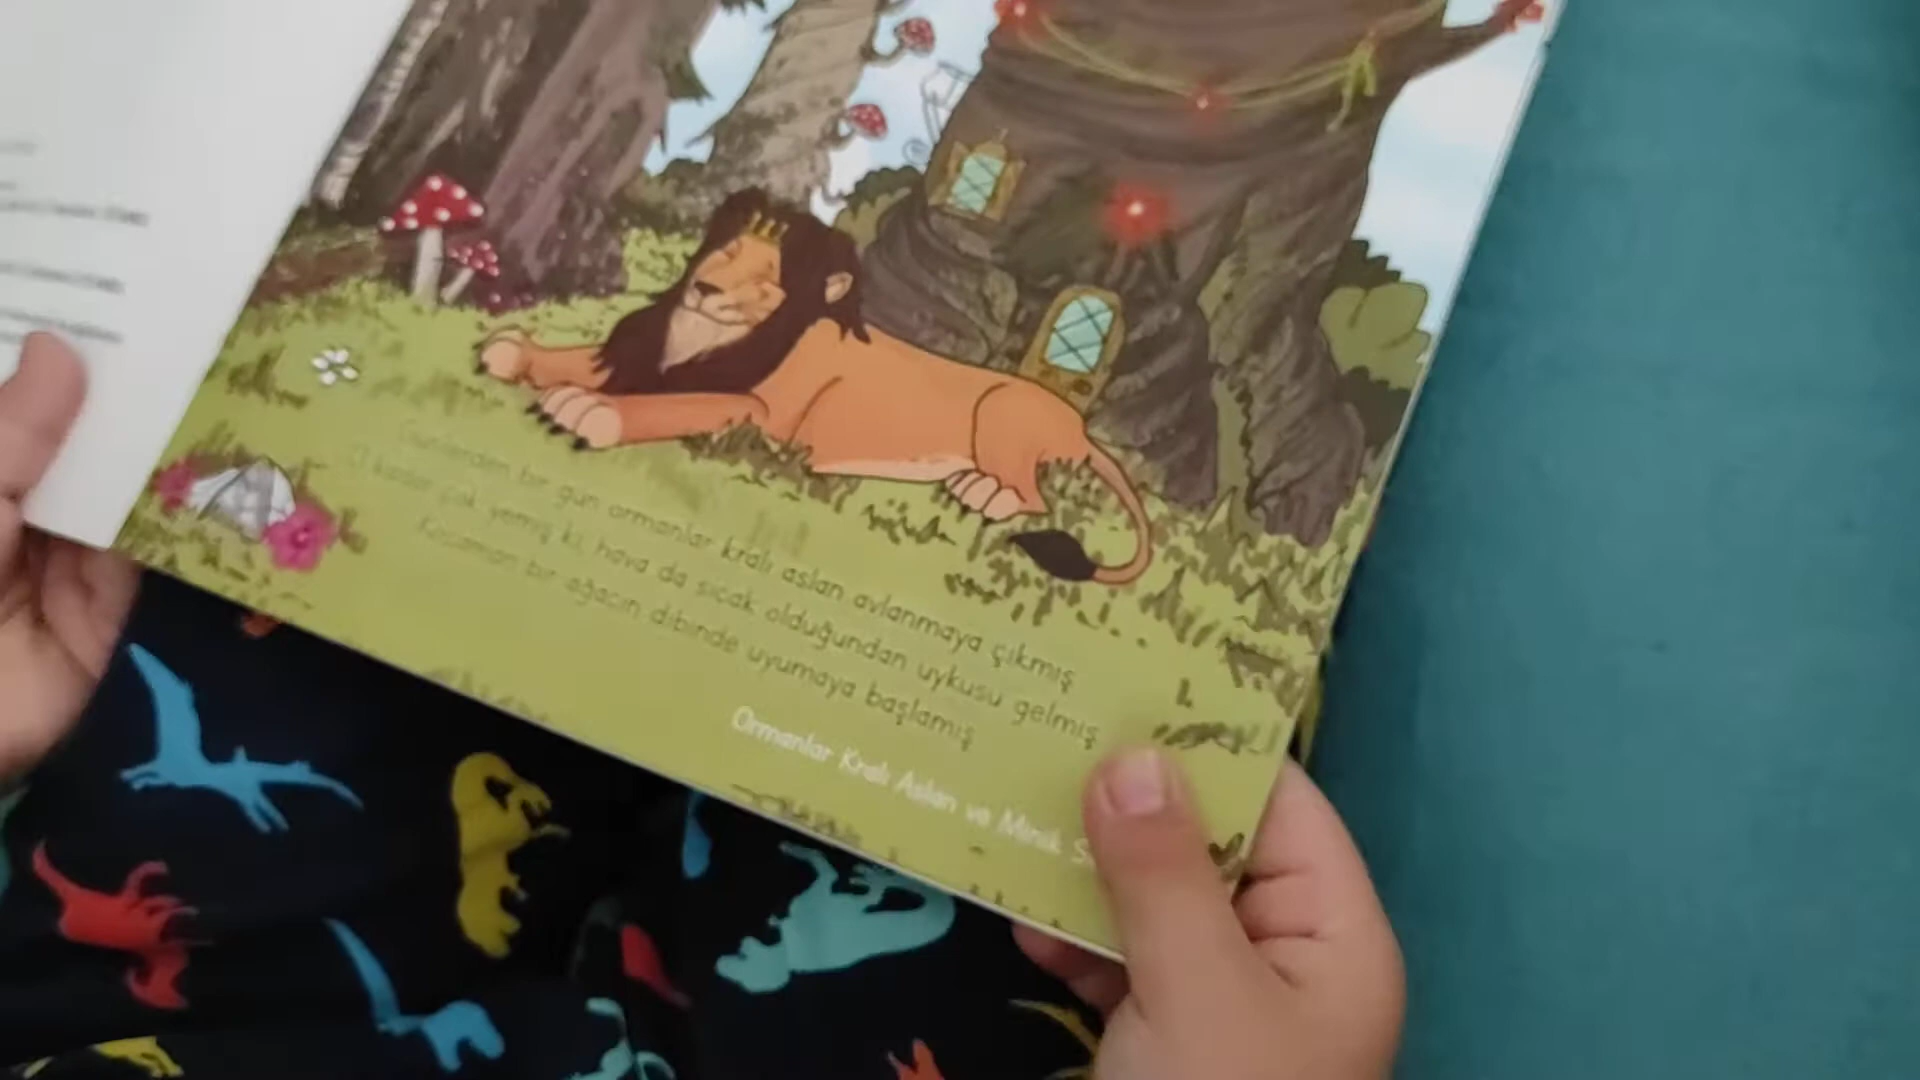 Günlerden bir gün ormanlar kralı aslan avlanmaya çıkmış
O kadar çok yemiş ki, hava da sıcak olduğundan uykusu gelmiş
Kocaman bir ağacın dibinde uyumaya başlamış
Ormanlar Kralı Aslan ve Minik